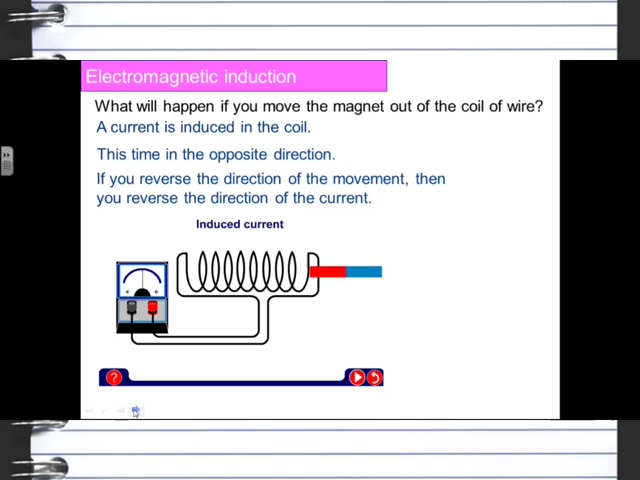 Electromagnetic induction
What will happen if you move the magnet out of the coil of wire?
A current is induced in the coil.
This time in the opposite direction.
If you reverse the direction of the movement, then
you reverse the direction of the current.
Induced current
?